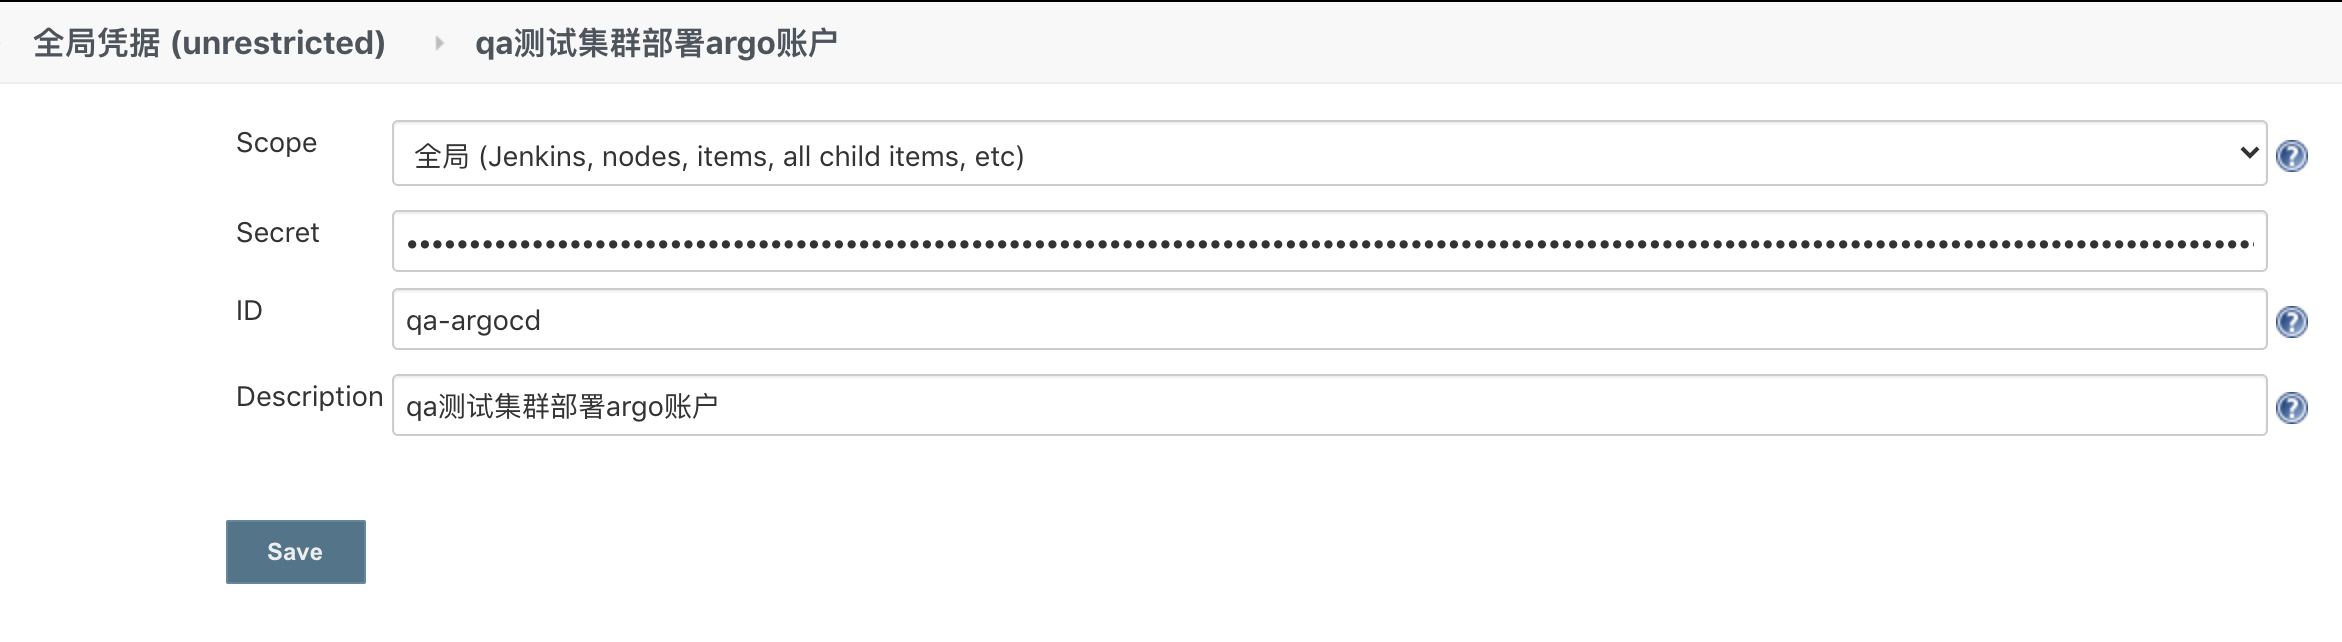 全局凭据 (unrestricted) qa测试集群部署argo账户
Scope 全局 (Jenkins, nodes, items, all child items, etc)
Secret
ID qa-argocd
Description qa测试集群部署argo账户
Save